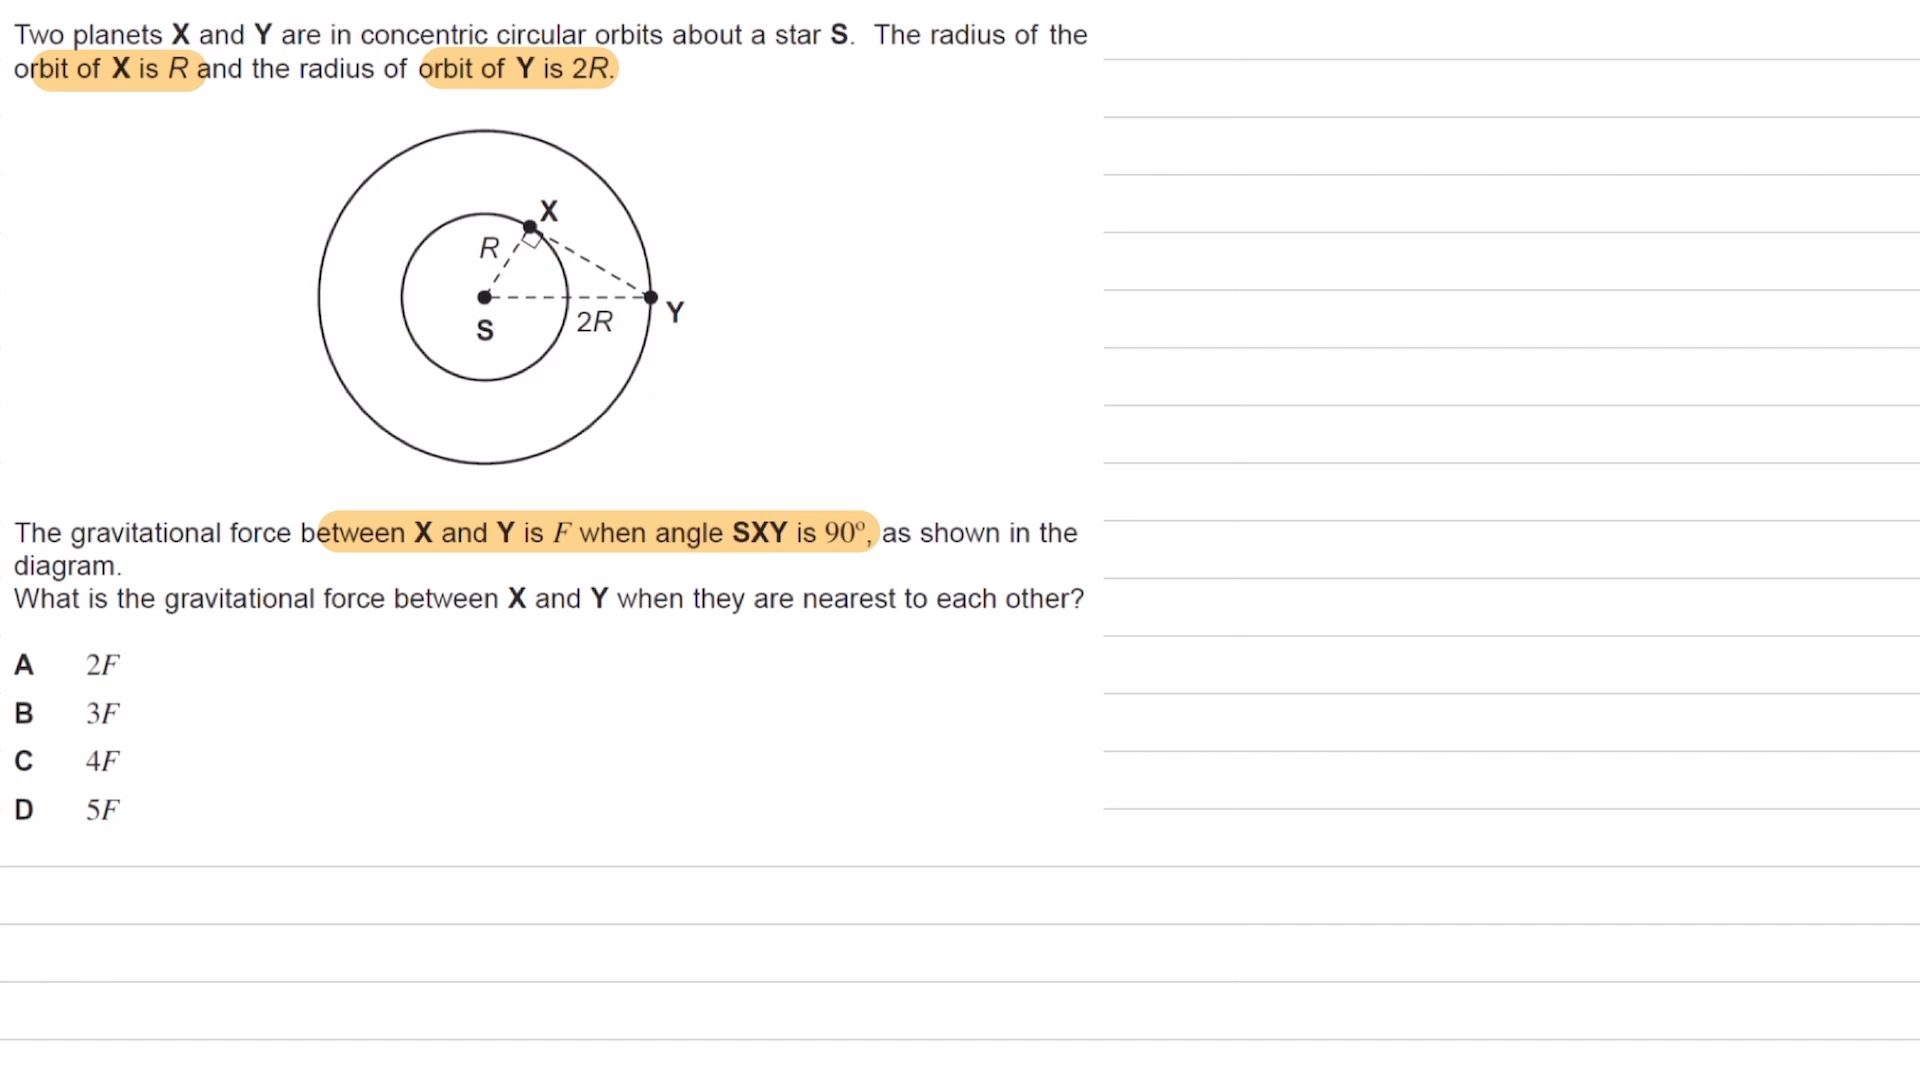 Two planets X and Y are in concentric circular orbits about a star S. The radius of the
orbit of X is R and the radius of orbit of Y is 2R.
X
R
S
2R
Y
The gravitational force between X and Y is F when angle SXY is 90º, as shown in the
diagram.
What is the gravitational force between X and Y when they are nearest to each other?
A 2F
B 3F
C 4F
D 5F